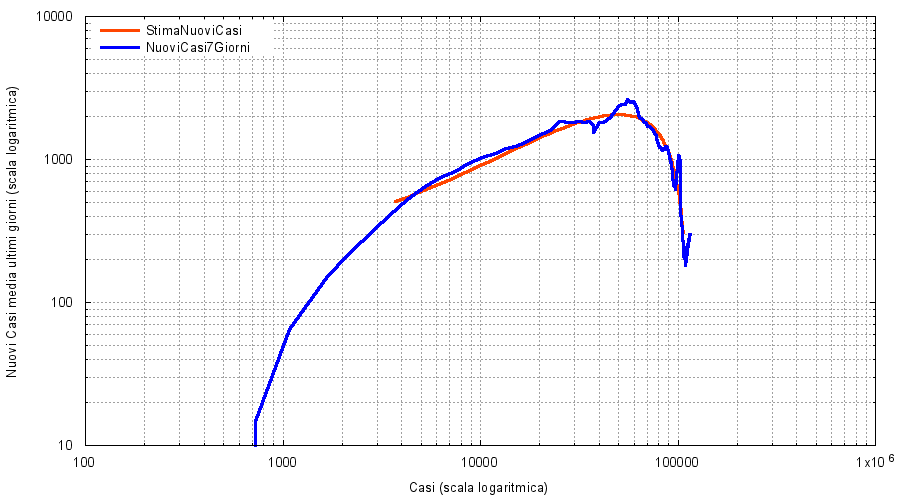 10000
StimaNuoviCasi
NuoviCasi7Giorni
1000
100
10
100
1000
10000
100000
1x10 6
Nuovi Casi media ultimi giorni (scala logaritmica)
Casi (scala logaritmica)